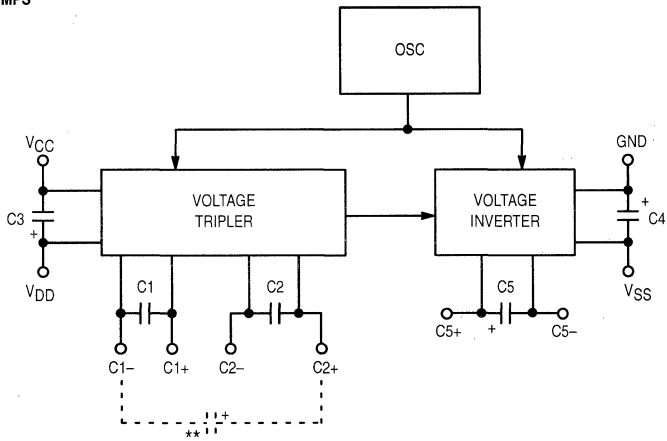 MPS
OSC
VCC
GND
VOLTAGE
TRIPLER
VOLTAGE
INVERTER
C3
+
+
C4
VDD
VSS
C1
C2
C5
C5+
+
C5–
C1–
C1+
C2–
C2+
**
+